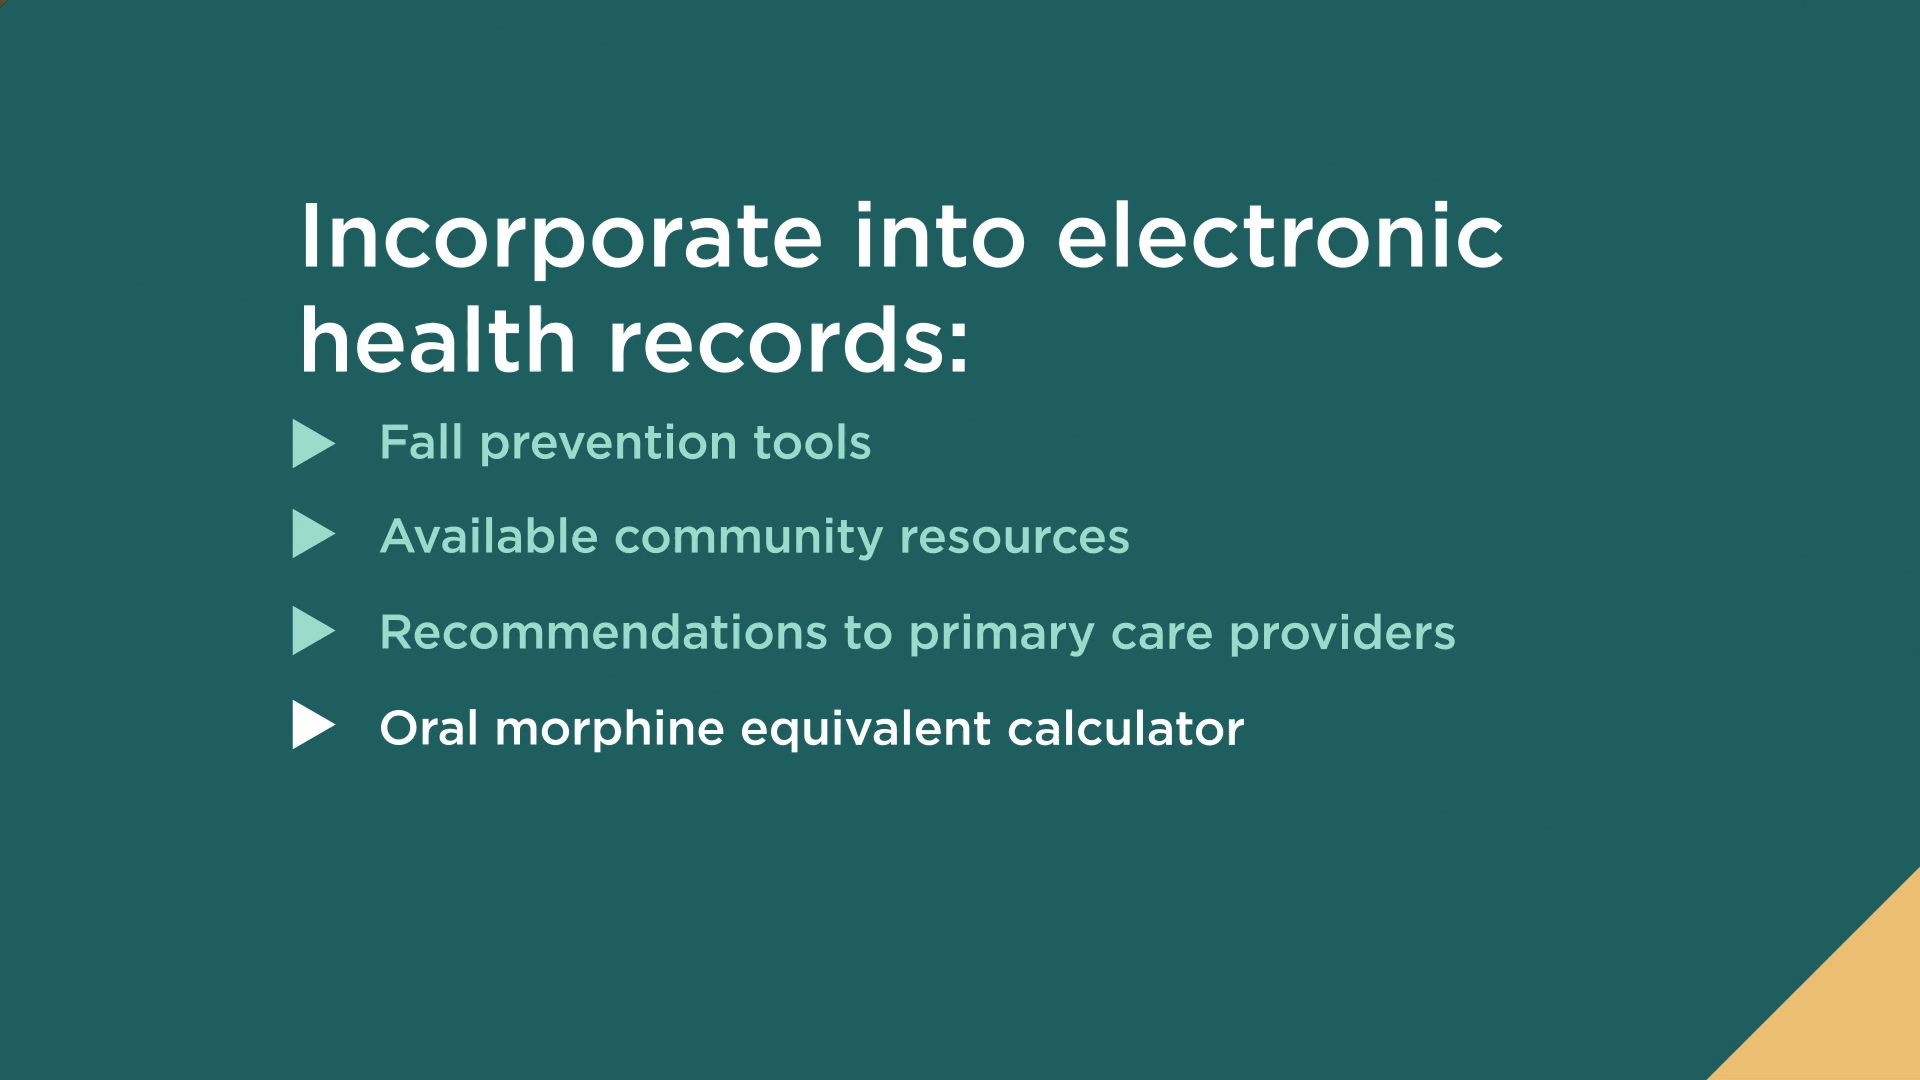 Incorporate into electronic
health records:
Fall prevention tools
Available community resources
Recommendations to primary care providers
Oral morphine equivalent calculator